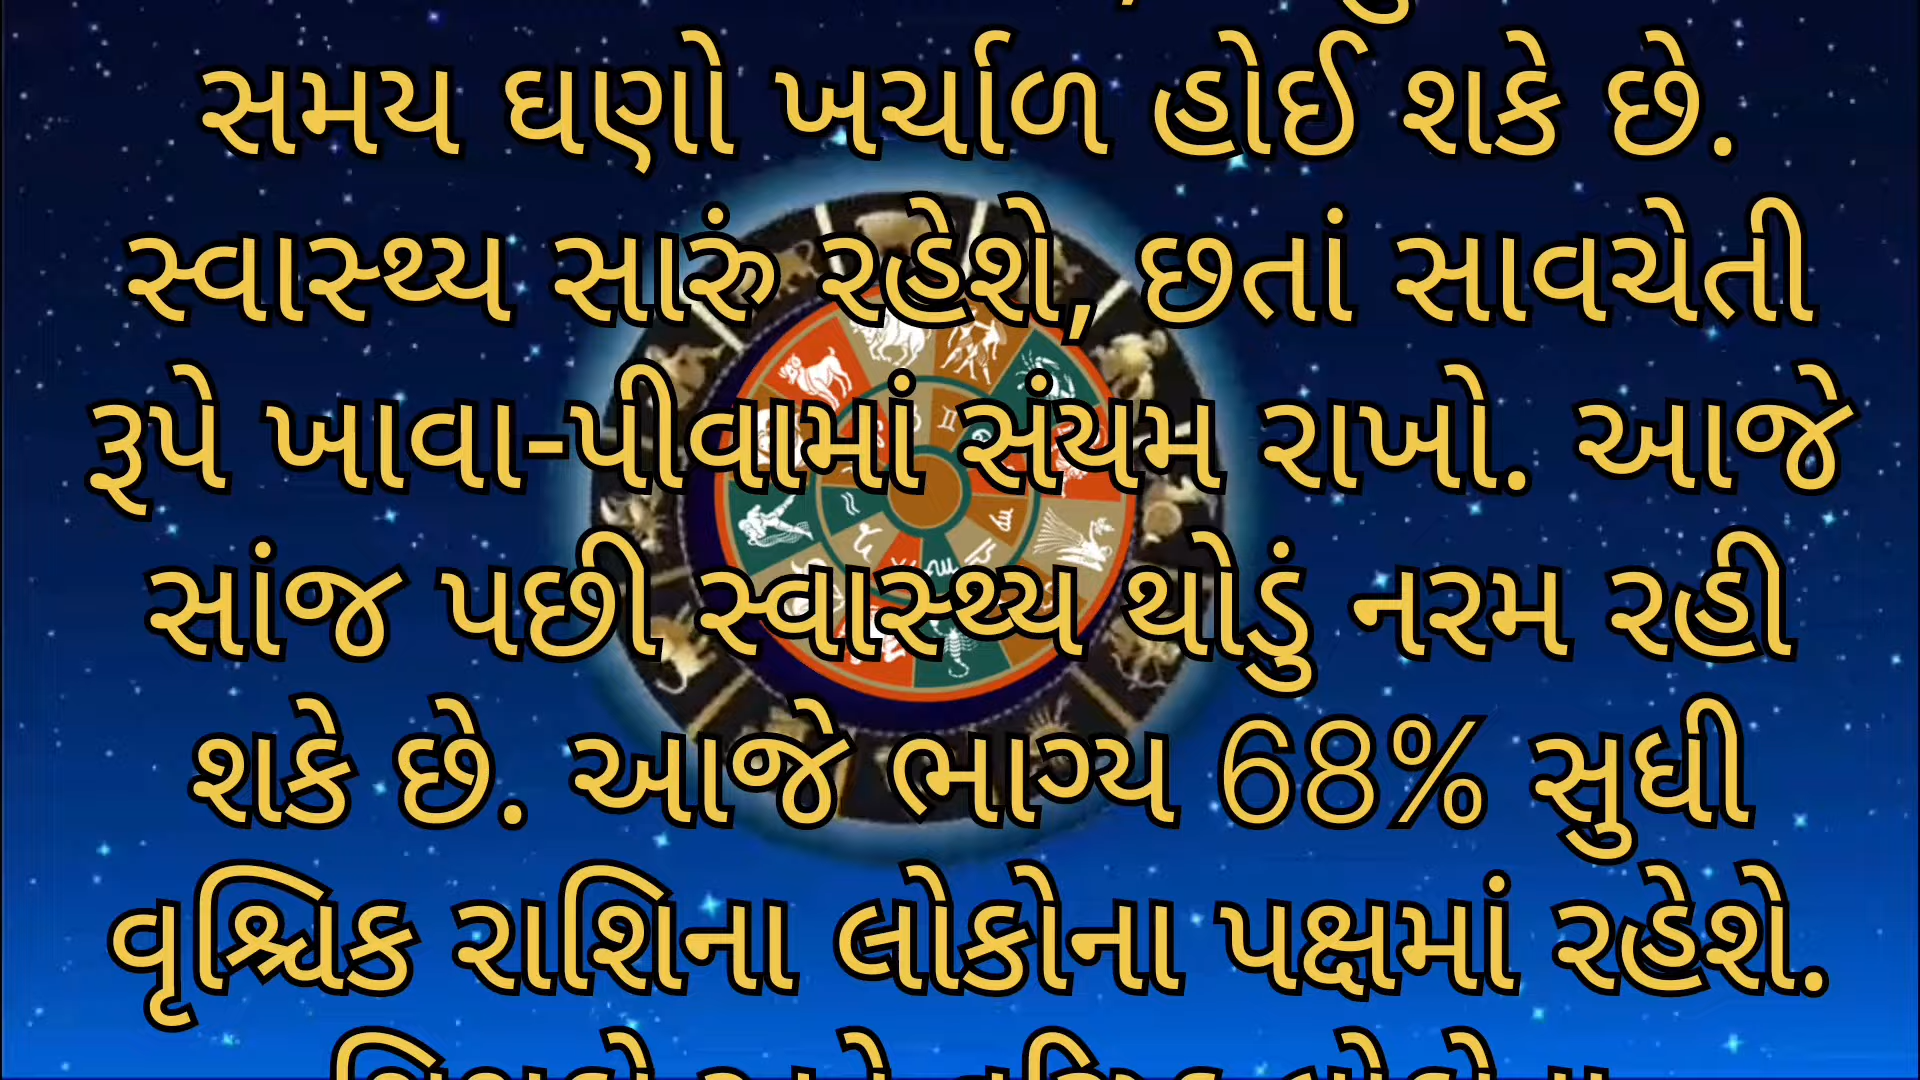 સમય ઘણો ખર્ચાળ હોઈ શકે છે.
સ્વાસ્થ્ય સારું રહેશે, છતાં સાવચેતી
રૂપે ખાવા-પીવામાં સંયમ રાખો. આજે
સાંજ પછી સ્વાસ્થ્ય થોડું નરમ રહી
શકે છે. આજે ભાગ્ય 68% સુધી
વૃશ્ચિક રાશિના લોકોના પક્ષમાં રહેશે.